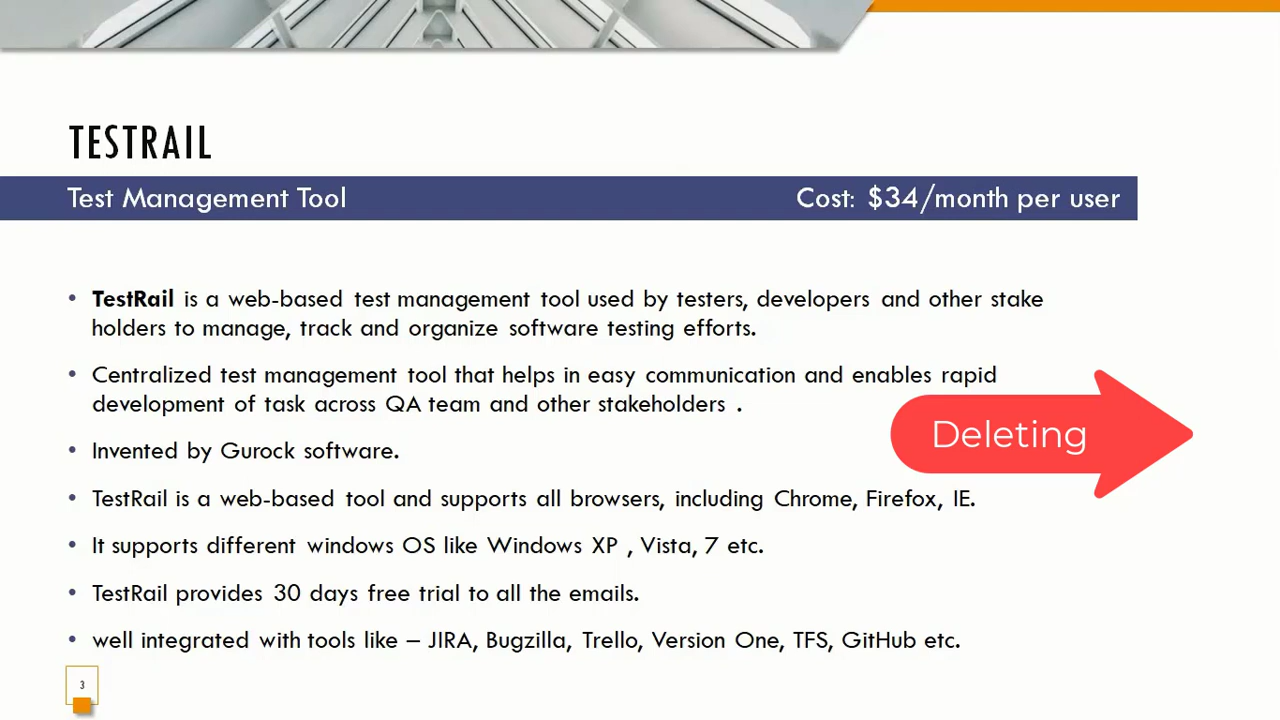 TESTRAIL
Test Management Tool
Cost: $34/month per user
• TestRail is a web-based test management tool used by testers, developers and other stake
holders to manage, track and organize software testing efforts.
• Centralized test management tool that helps in easy communication and enables rapid
development of task across QA team and other stakeholders .
Deleting
• Invented by Gurock software.
• TestRail is a web-based tool and supports all browsers, including Chrome, Firefox, IE.
• It supports different windows OS like Windows XP , Vista, 7 etc.
• TestRail provides 30 days free trial to all the emails.
• well integrated with tools like – JIRA, Bugzilla, Trello, Version One, TFS, GitHub etc.
3